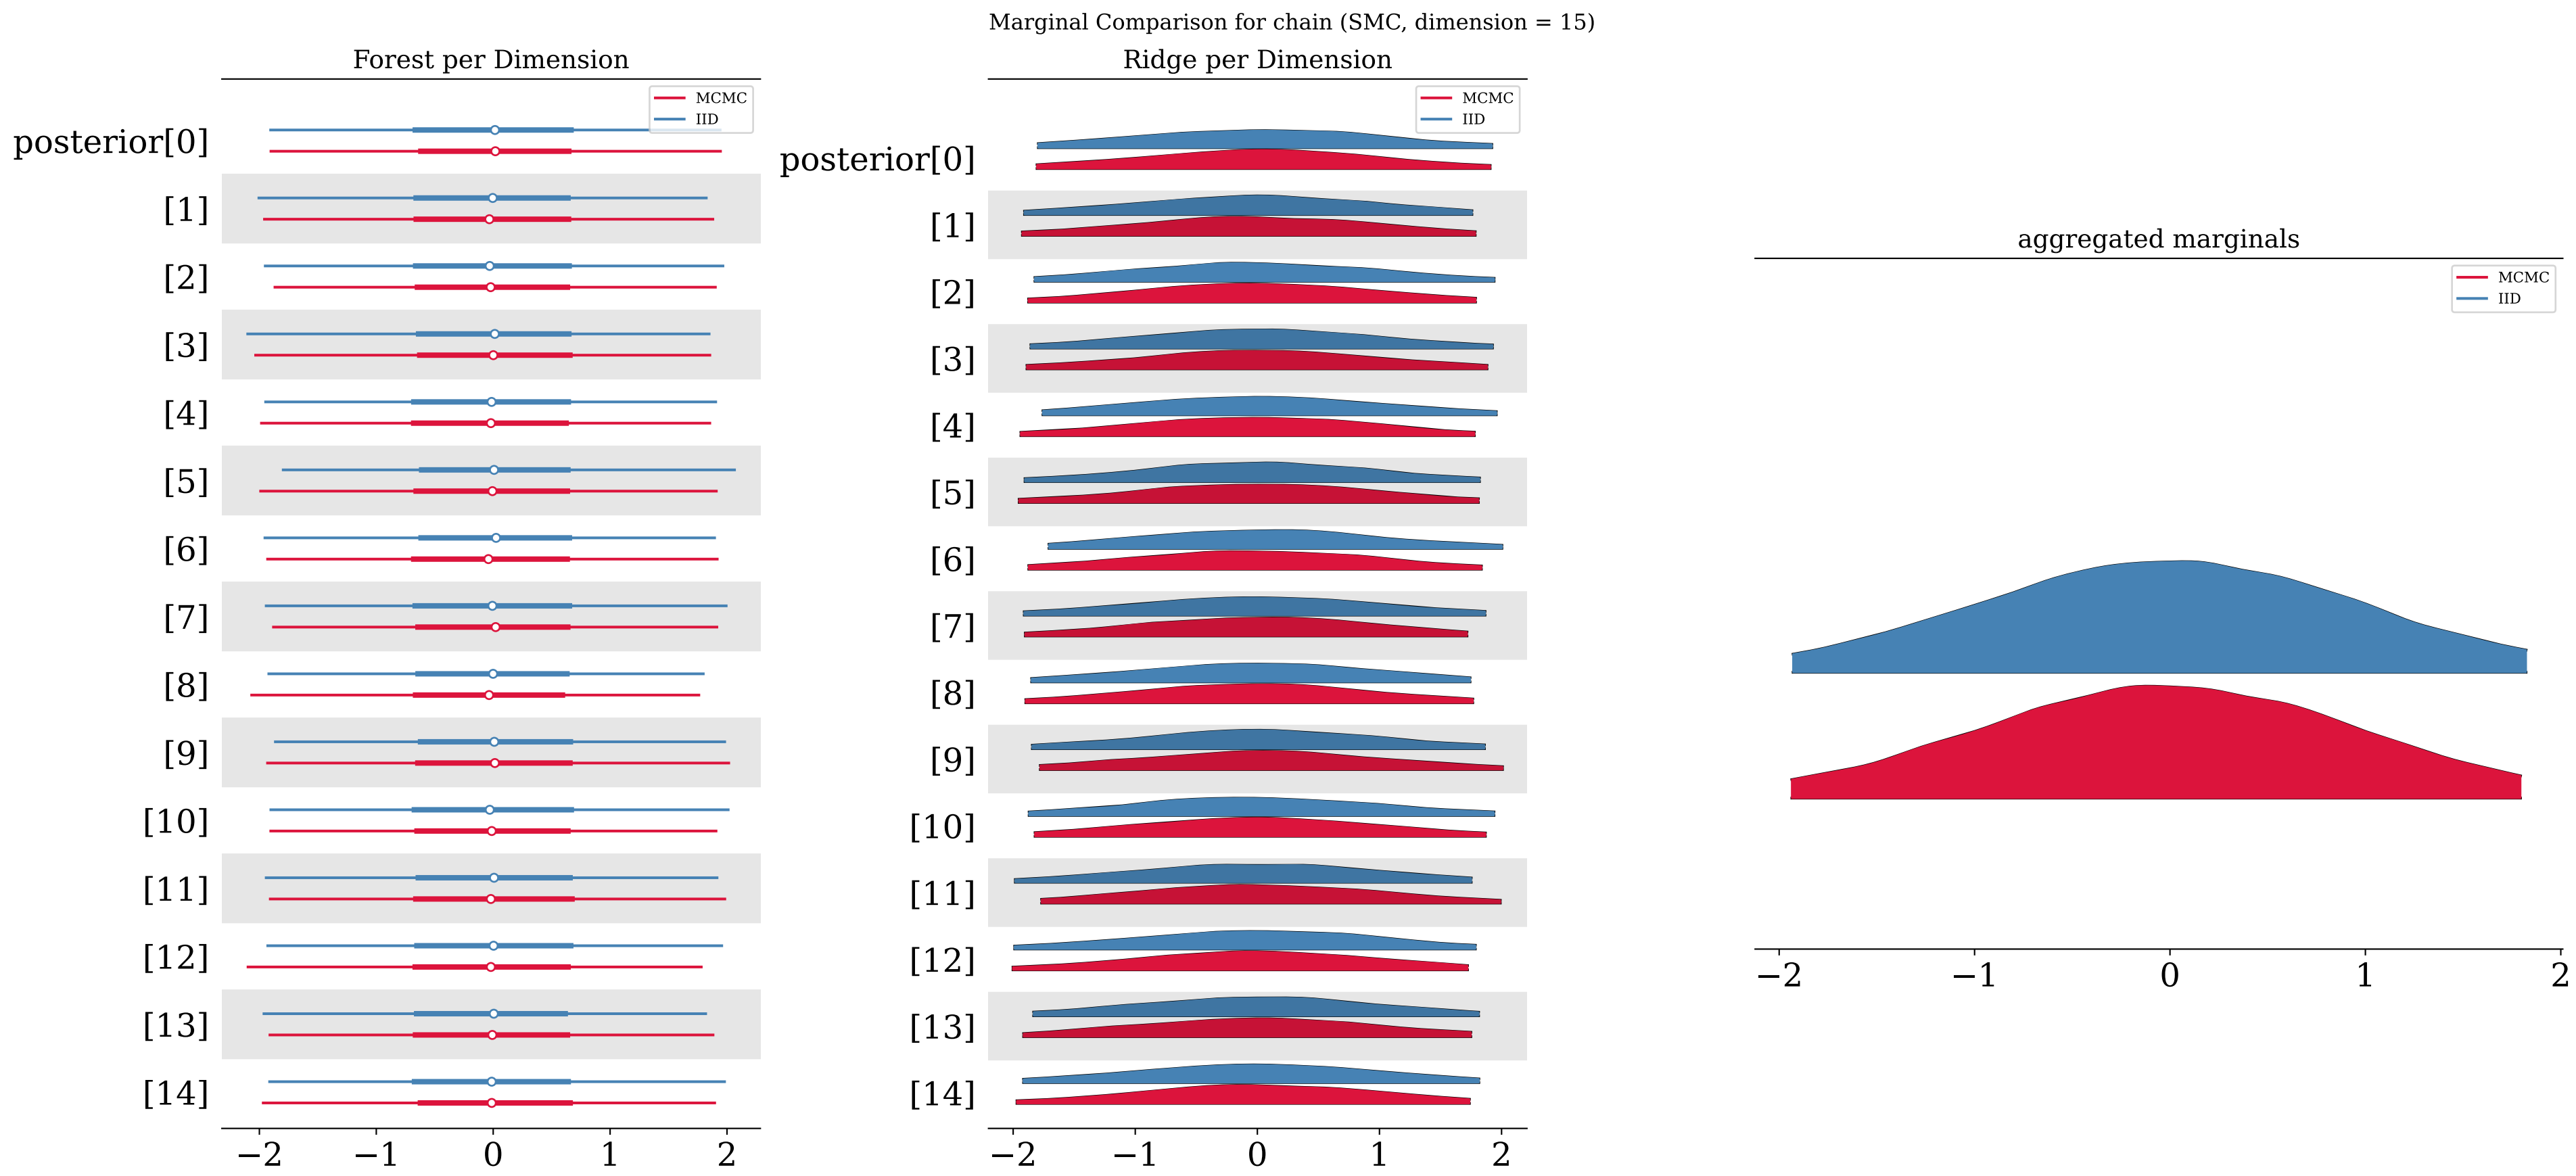 Marginal Comparison for chain (SMC, dimension = 15)
Forest per Dimension
MCMC
IID
posterior[0]
[1]
[2]
[3]
[4]
[5]
[6]
[7]
[8]
[9]
[10]
[11]
[12]
[13]
[14]
−2 −1 0 1 2
Ridge per Dimension
MCMC
IID
posterior[0]
[1]
[2]
[3]
[4]
[5]
[6]
[7]
[8]
[9]
[10]
[11]
[12]
[13]
[14]
−2 −1 0 1 2
aggregated marginals
MCMC
IID
−2 −1 0 1 2